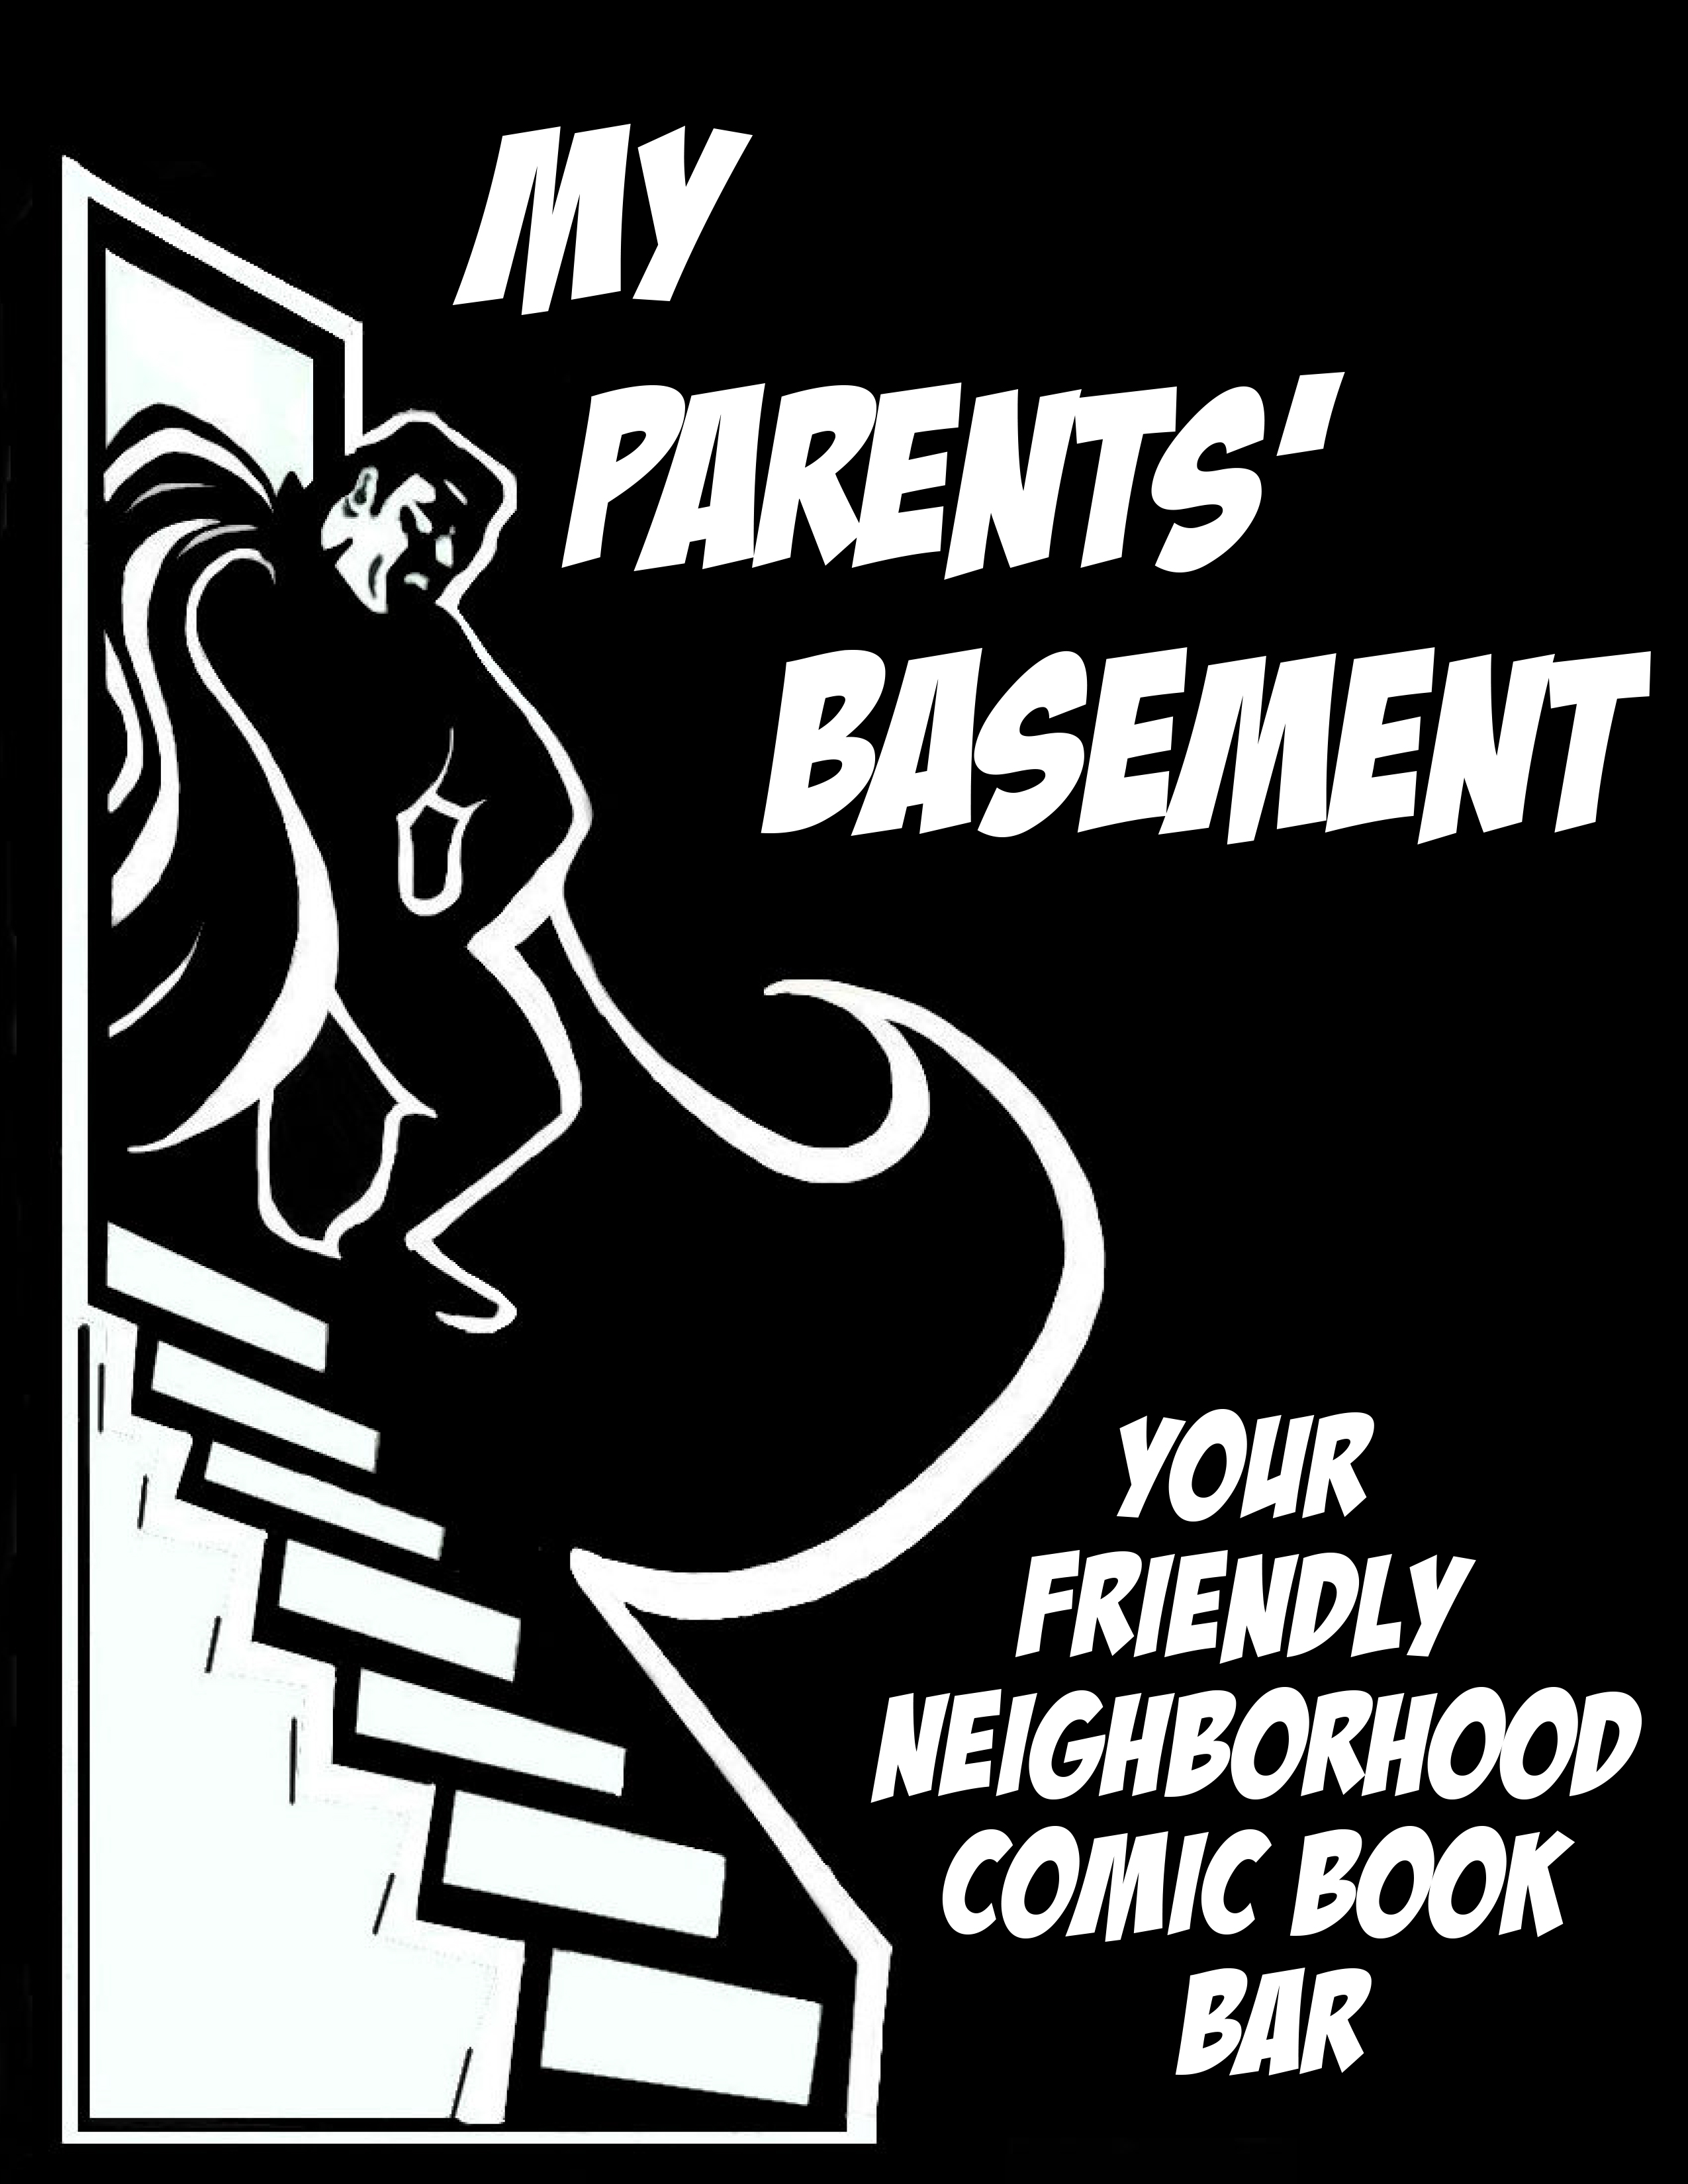 MY
PARENTS'
BASEMENT
YOUR
FRIENDLY
NEIGHBORHOOD
COMIC BOOK
BAR